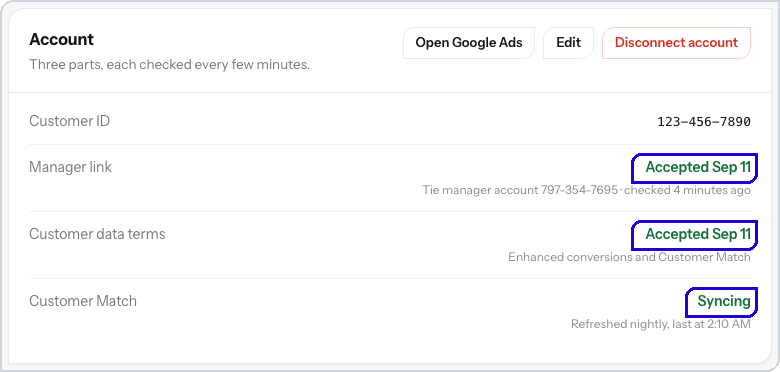 Account
Open Google Ads
Edit
Disconnect account
Three parts, each checked every few minutes.
Customer ID
123-456-7890
Manager link
Accepted Sep 11
Tie manager account 797-354-7695 · checked 4 minutes ago
Customer data terms
Accepted Sep 11
Enhanced conversions and Customer Match
Customer Match
Syncing
Refreshed nightly, last at 2:10 AM